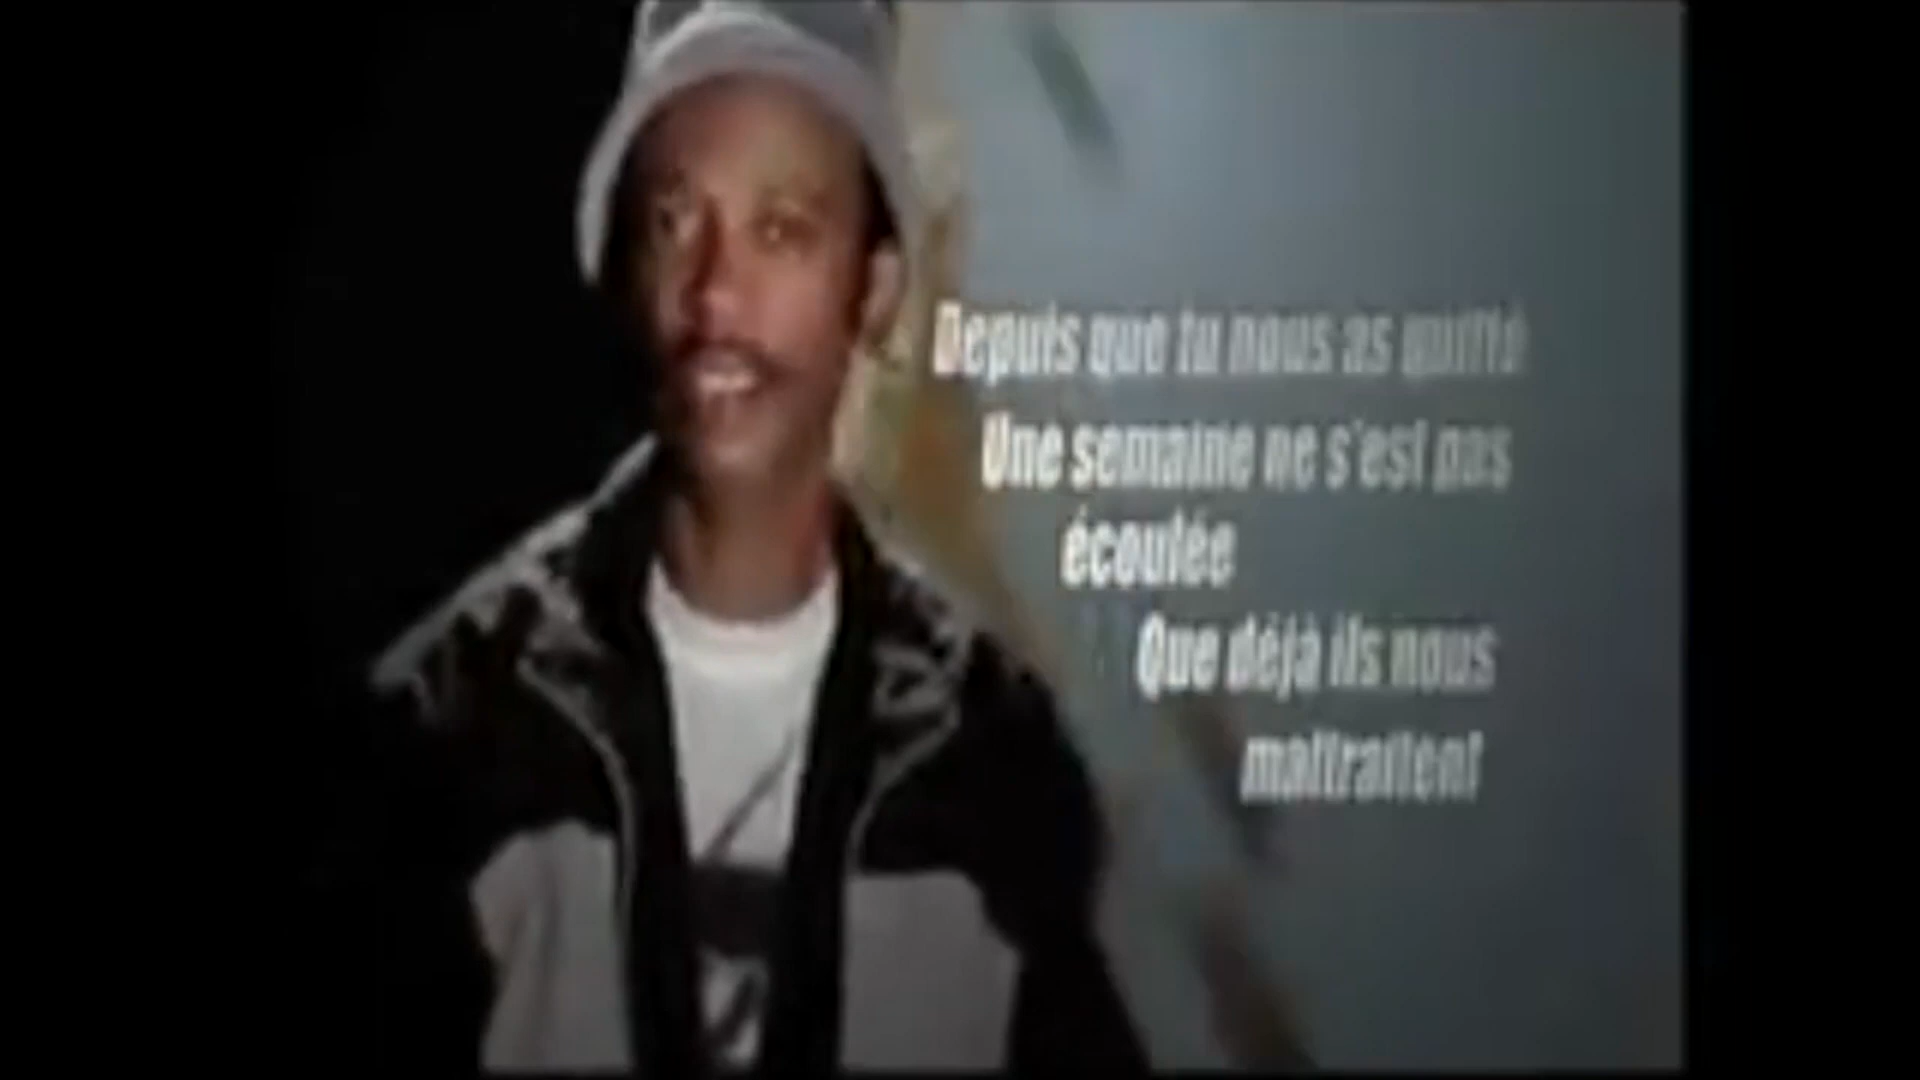 Depuis que tu nous as quitté
Une semaine ne s'est pas
écoulée
Que déjà ils nous
maltraitent